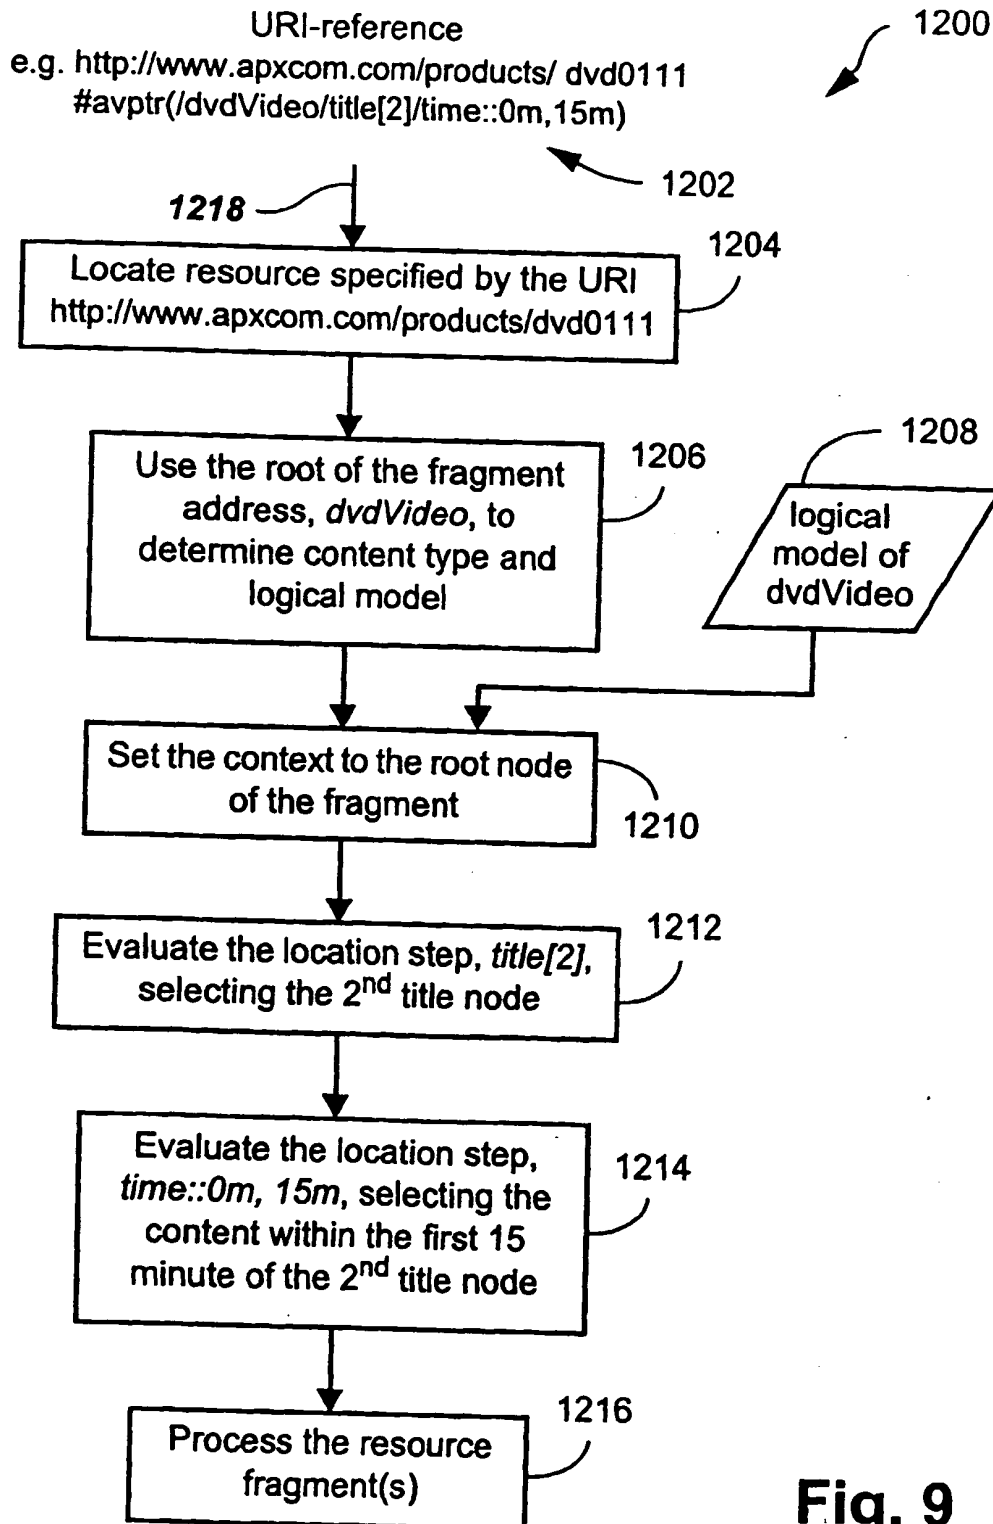 URI-reference
1200
e.g. http://www.apxcom.com/products/ dvd0111
#avptr(/dvdVideo/title[2]/time::0m,15m)
1202
1218
1204
Locate resource specified by the URI
http://www.apxcom.com/products/dvd0111
1206
1208
Use the root of the fragment
address, dvdVideo, to
determine content type and
logical model
logical
model of
dvdVideo
Set the context to the root node
of the fragment
1210
1212
Evaluate the location step, title[2],
selecting the 2nd title node
1214
Evaluate the location step,
time::0m, 15m, selecting the
content within the first 15
minute of the 2nd title node
1216
Process the resource
fragment(s)
Fig. 9